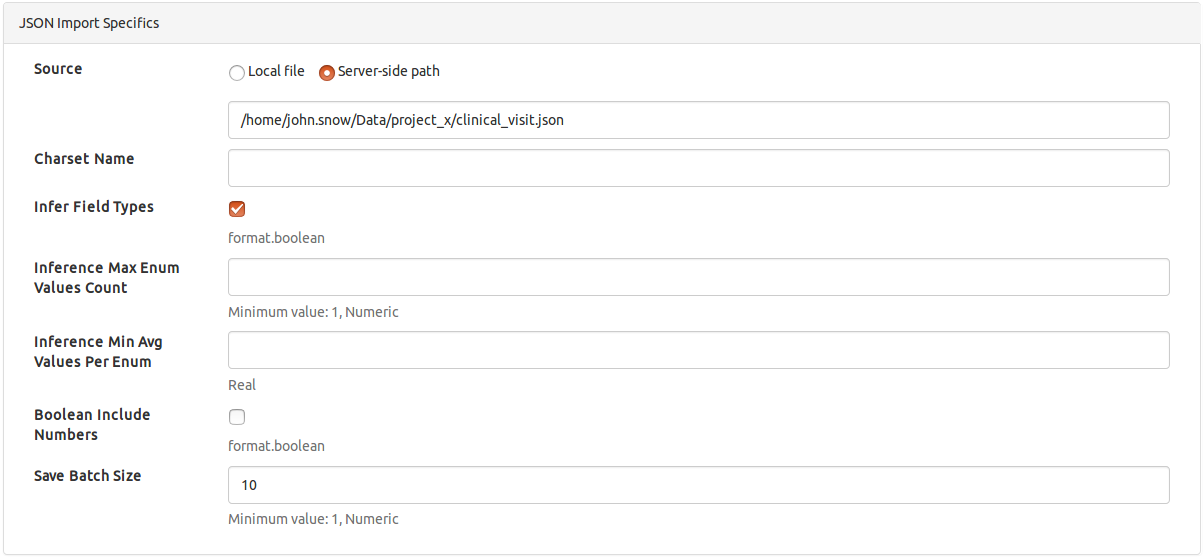 JSON Import Specifics
Source
Local file
Server-side path
/home/john.snow/Data/project_x/clinical_visit.json
Charset Name
Infer Field Types
format.boolean
Inference Max Enum
Values Count
Minimum value: 1, Numeric
Inference Min Avg
Values Per Enum
Real
Boolean Include
Numbers
format.boolean
Save Batch Size
10
Minimum value: 1, Numeric